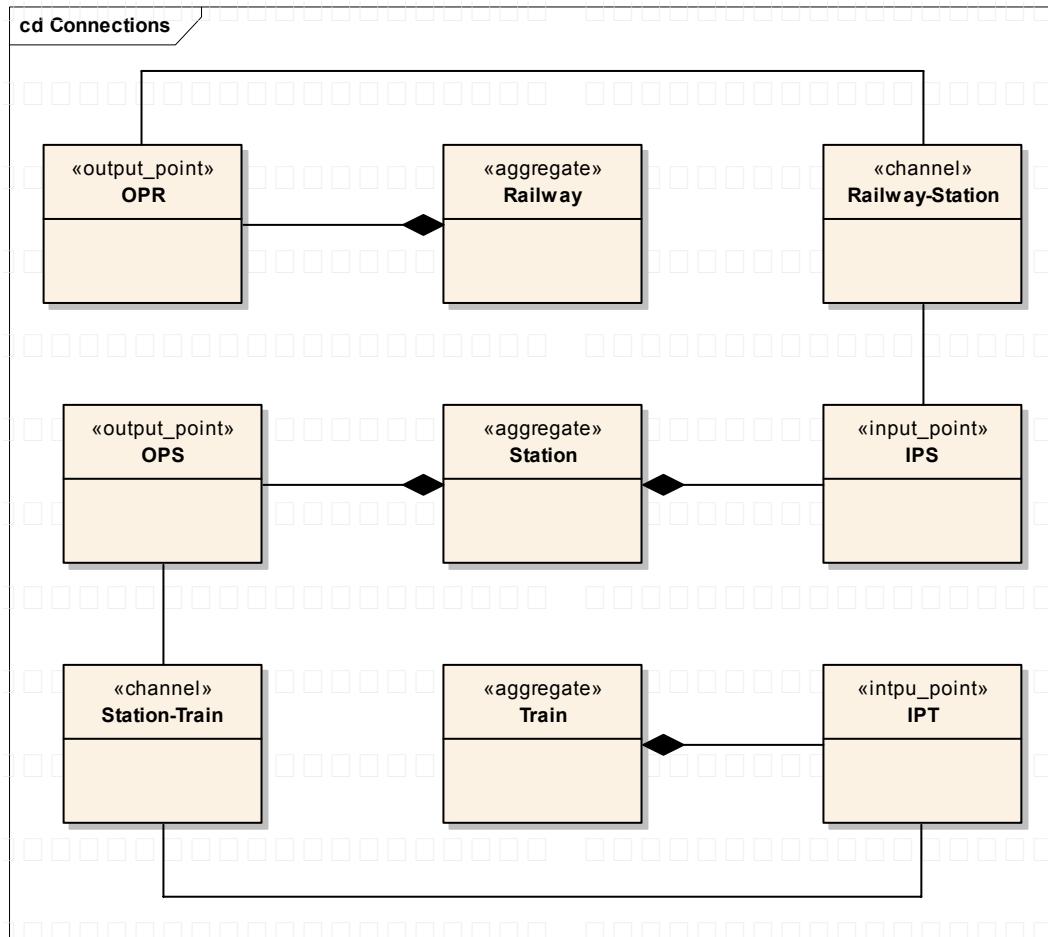 cd Connections
«output_point»
OPR
«aggregate»
Railway
«channel»
Railway-Station
«output_point»
OPS
«aggregate»
Station
«input_point»
IPS
«channel»
Station-Train
«aggregate»
Train
«intpu_point»
IPT